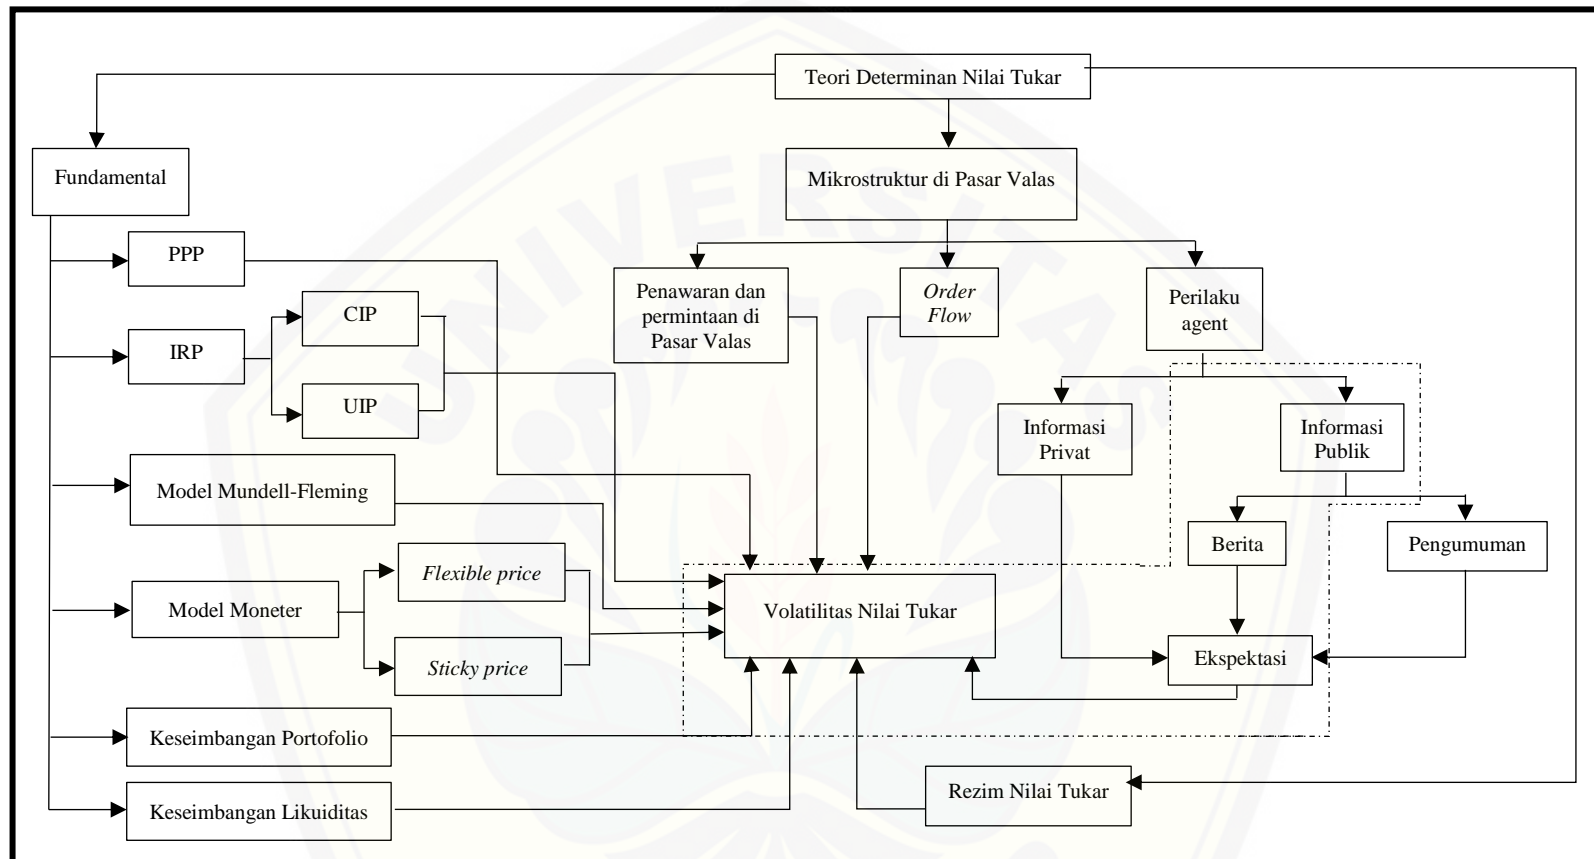 Teori Determinan Nilai Tukar
Fundamental
Mikrostruktur di Pasar Valas
PPP
Penawaran dan
permintaan di
Pasar Valas
Order
Flow
Perilaku
agent
CIP
IRP
UIP
Informasi
Privat
Informasi
Publik
Model Mundell-Fleming
Berita
Pengumuman
Flexible price
Model Moneter
Volatilitas Nilai Tukar
Sticky price
Ekspektasi
Keseimbangan Portofolio
Rezim Nilai Tukar
Keseimbangan Likuiditas
UNIVERSITAS